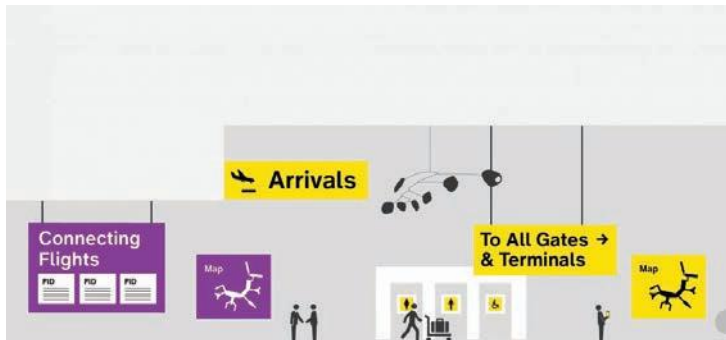 Arrivals
Connecting
Flights
PID PID PID
Map
To All Gates →
& Terminals
Map